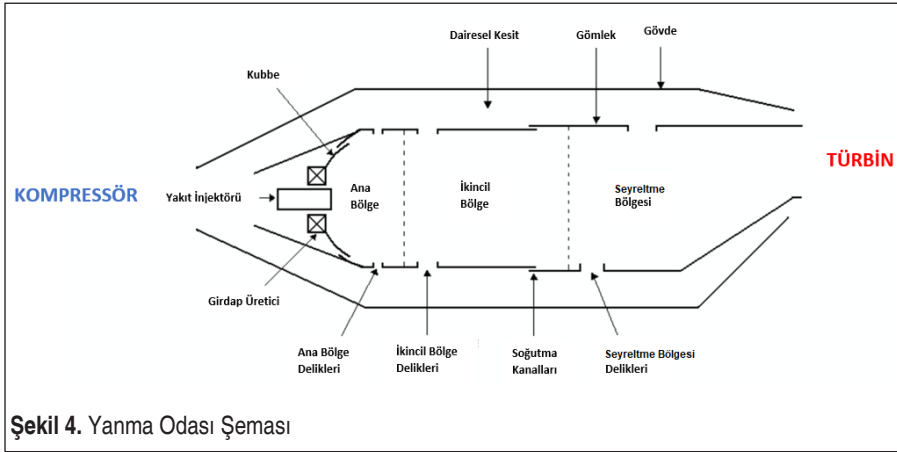 Dairesel Kesit
Gömlek
Gövde
Kubbe
TÜRBİN
KOMPRESSÖR
Yakıt İnjektörü
Ana
Bölge
İkincil
Bölge
Seyreltme
Bölgesi
Girdap Üretici
Ana Bölge
Delikleri
İkincil Bölge
Delikleri
Soğutma
Kanalları
Seyreltme Bölgesi
Delikleri
Şekil 4. Yanma Odası Şeması